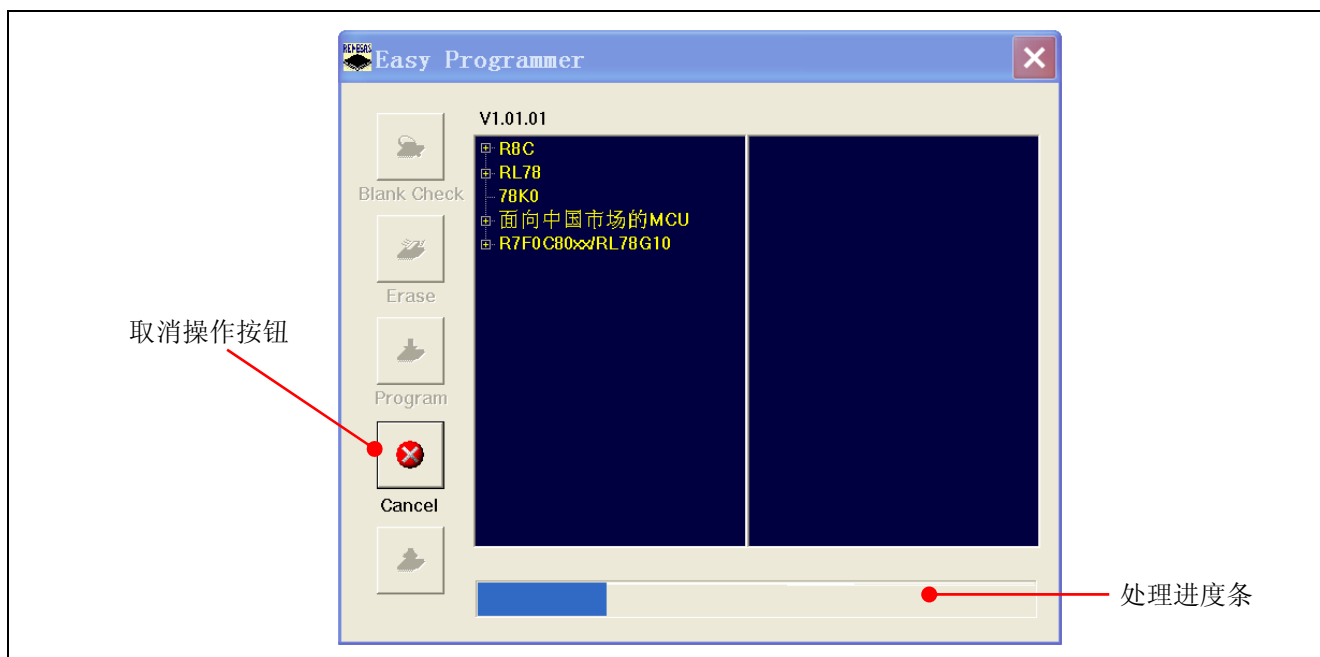 RENESAS
Easy Programmer
V1.01.01
R8C
RL78
78K0
面向中国市场的MCU
R7F0C80xx/RL78G10
Blank Check
Erase
取消操作按钮
Program
Cancel
处理进度条